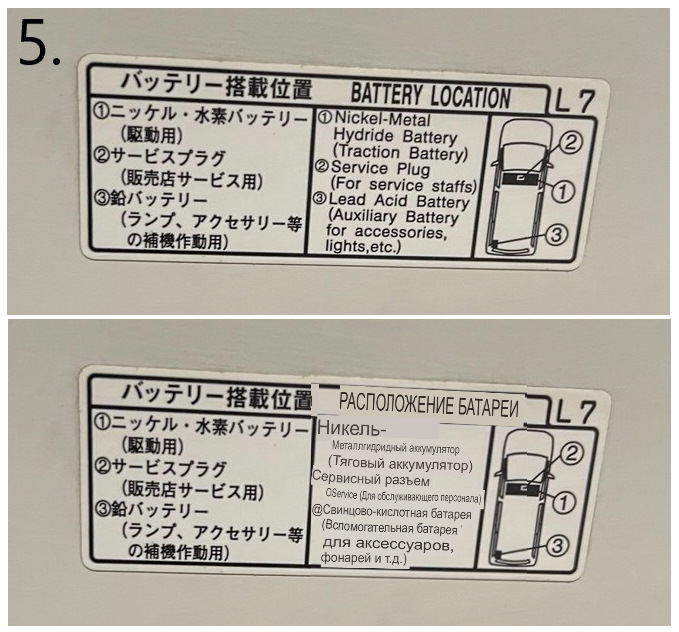 5.
バッテリー搭載位置 BATTERY LOCATION L7
①ニッケル・水素バッテリー
(駆動用)
②サービスプラグ
(販売店サービス用)
③鉛バッテリー
(ランプ、アクセサリー等
の補機作動用)
①Nickel-Metal
Hydride Battery
(Traction Battery)
②Service Plug
(For service staffs)
③Lead Acid Battery
(Auxiliary Battery
for accessories,
lights,etc.)
②
①
③
バッテリー搭載位置 РАСПОЛОЖЕНИЕ БАТАРЕИ L7
①ニッケル・水素バッテリー
(駆動用)
②サービスプラグ
(販売店サービス用)
③鉛バッテリー
(ランプ、アクセサリー等
の補機作動用)
Никель-
Металлгидридный аккумулятор
(Тяговый аккумулятор)
Сервисный разъем
OService (Для обслуживающего персонала)
@Свинцово-кислотная батарея
(Вспомогательная батарея
для аксессуаров,
фонарей и т.д.)
②
①
③